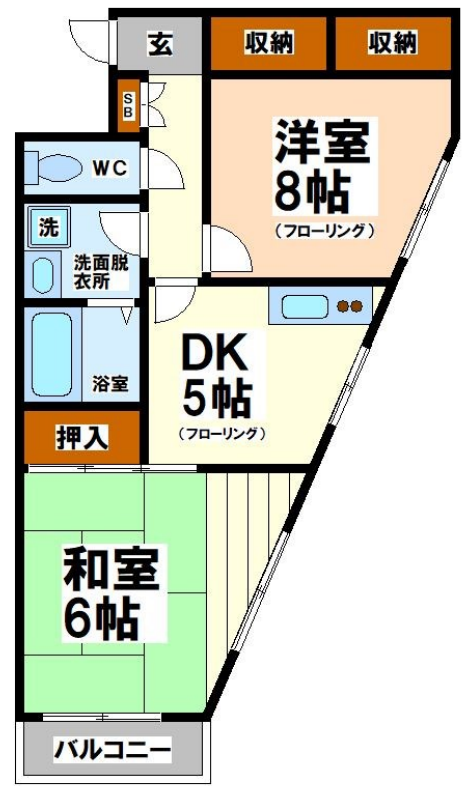 玄
収納
収納
SB
洋室
8帖
(フローリング)
WC
洗
洗面脱
衣所
DK
5帖
(フローリング)
浴室
押入
和室
6帖
バルコニー